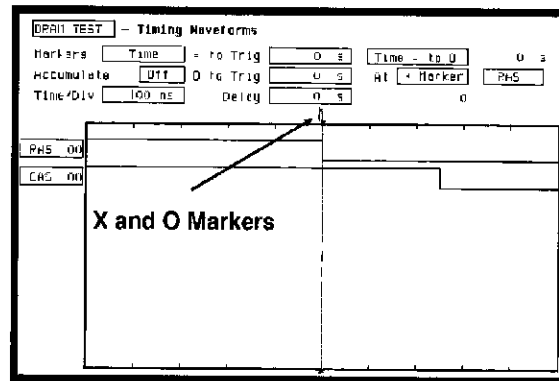 DRAM TEST - Timing Waveforms
Markers Time = to Trig 0 s Time - to O 0 s
Accumulate Off O to Trig 0 s At * Marker RAS
Time/Div 100 ns Delay 0 s 0
RAS 00
CAS 00
X and O Markers